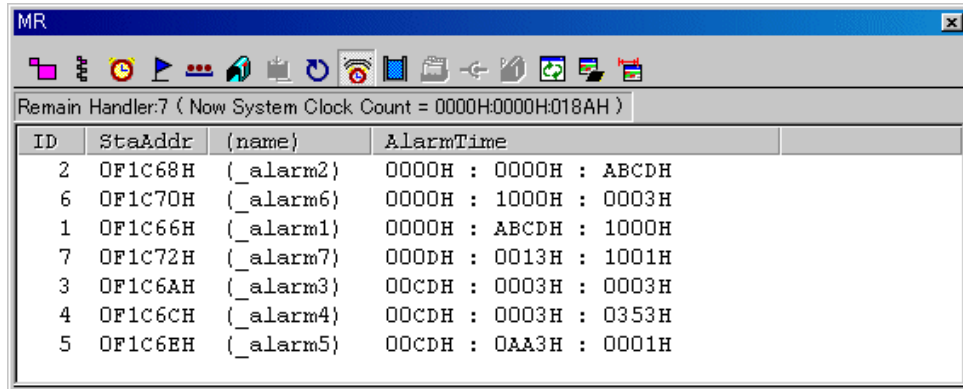 MR
Remain Handler:7 ( Now System Clock Count = 0000H:0000H:018AH )
ID StaAddr (name) AlarmTime
2 0F1C68H (_alarm2) 0000H : 0000H : ABCDH
6 0F1C70H (_alarm6) 0000H : 1000H : 0003H
1 0F1C66H (_alarm1) 0000H : ABCDH : 1000H
7 0F1C72H (_alarm7) 000DH : 0013H : 1001H
3 0F1C6AH (_alarm3) 00CDH : 0003H : 0003H
4 0F1C6CH (_alarm4) 00CDH : 0003H : 0353H
5 0F1C6EH (_alarm5) 00CDH : 0AA3H : 0001H